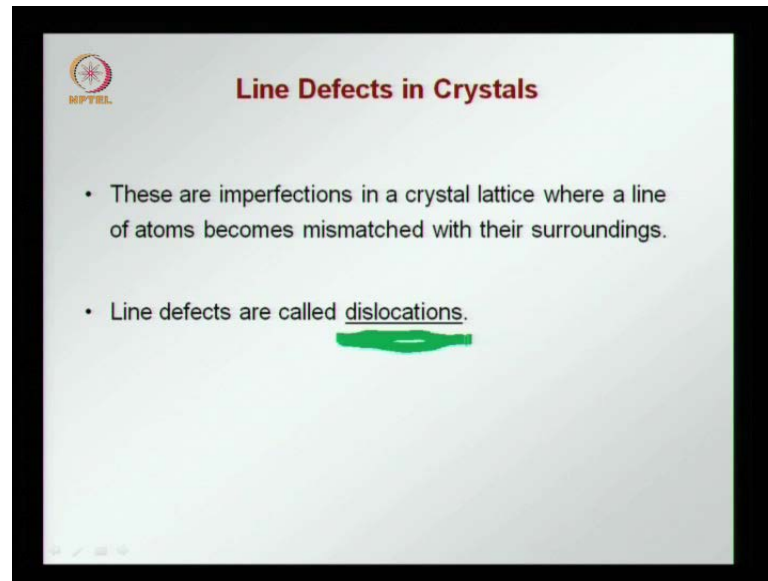 NPTEL
Line Defects in Crystals
• These are imperfections in a crystal lattice where a line
of atoms becomes mismatched with their surroundings.
• Line defects are called dislocations.